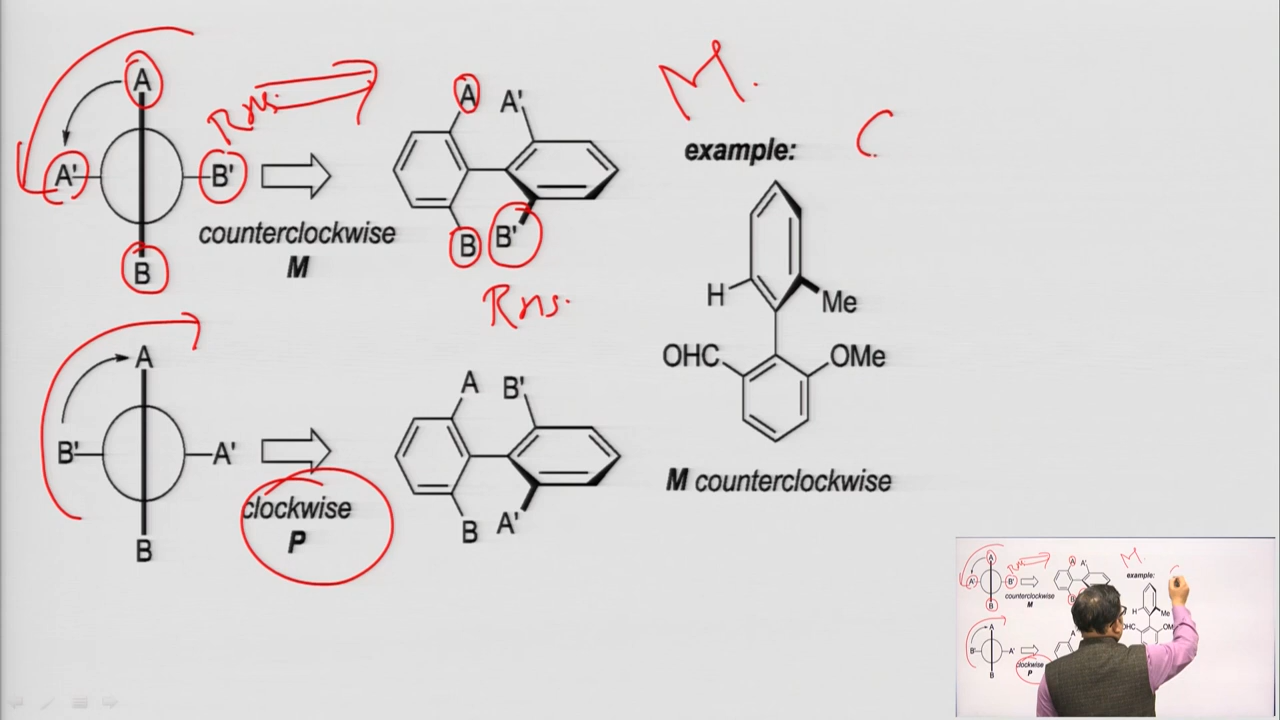 A
A'
Rns.
B'
B
counterclockwise
M
A
A'
B
B'
Rns.
M.
example:
C
H
Me
OHC
OMe
M counterclockwise
A
B'
A'
B
clockwise
P
A
B'
B
A'